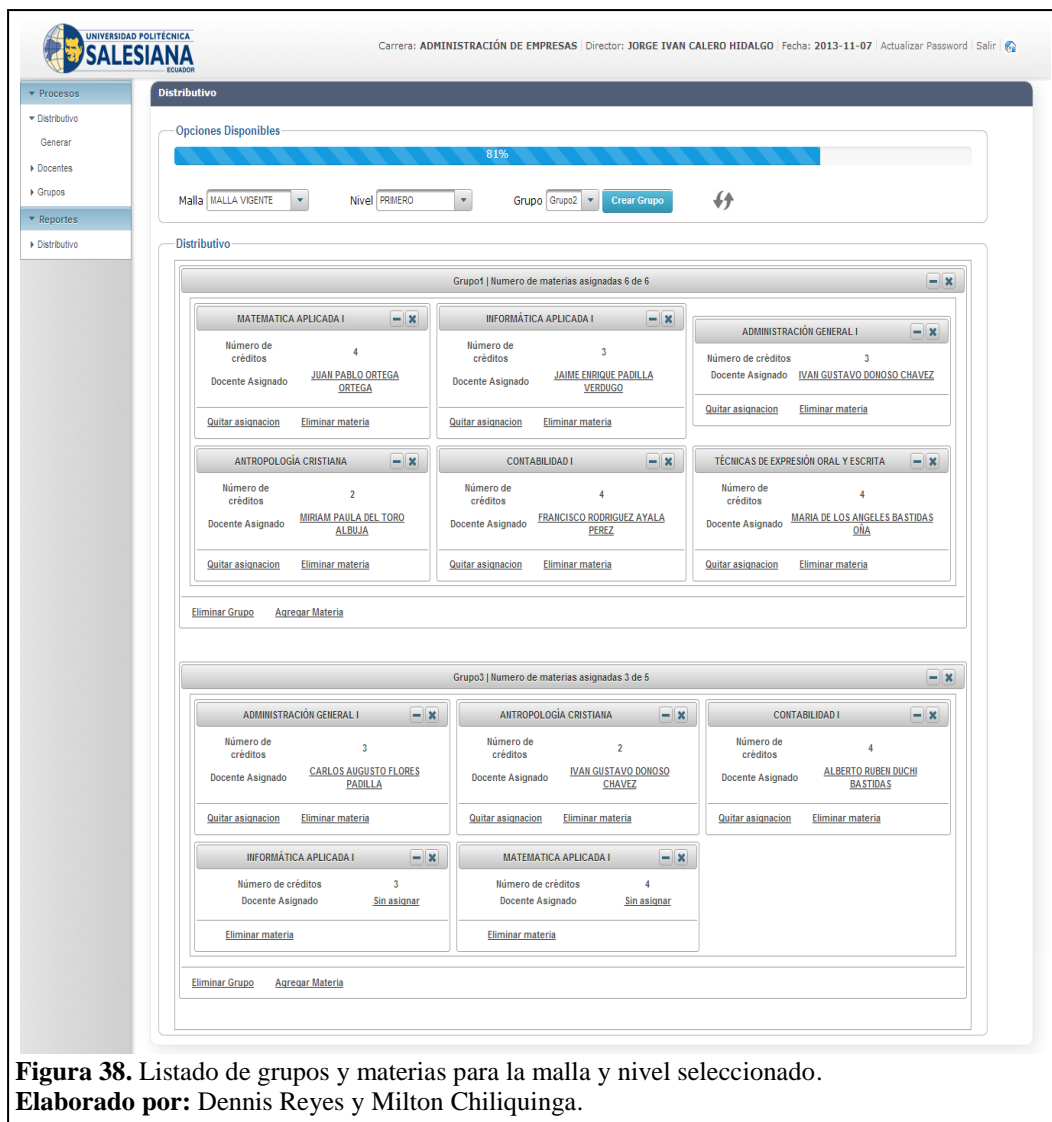 UNIVERSIDAD POLITÉCNICA
SALESIANA
ECUADOR
Carrera: ADMINISTRACIÓN DE EMPRESAS | Director: JORGE IVAN CALERO HIDALGO | Fecha: 2013-11-07 | Actualizar Password | Salir
Procesos
Distributivo
Generar
Docentes
Grupos
Reportes
Distributivo
Distributivo
Opciones Disponibles
81%
Malla MALLA VIGENTE Nivel PRIMERO Grupo Grupo2 Crear Grupo
Distributivo
Grupo1 | Numero de materias asignadas 6 de 6
MATEMATICA APLICADA I
Número de créditos 4
Docente Asignado JUAN PABLO ORTEGA ORTEGA
Quitar asignacion Eliminar materia
INFORMÁTICA APLICADA I
Número de créditos 3
Docente Asignado JAIME ENRIQUE PADILLA VERDUGO
Quitar asignacion Eliminar materia
ADMINISTRACIÓN GENERAL I
Número de créditos 3
Docente Asignado IVAN GUSTAVO DONOSO CHAVEZ
Quitar asignacion Eliminar materia
ANTROPOLOGÍA CRISTIANA
Número de créditos 2
Docente Asignado MIRIAM PAULA DEL TORO ALBUJA
Quitar asignacion Eliminar materia
CONTABILIDAD I
Número de créditos 4
Docente Asignado FRANCISCO RODRIGUEZ AYALA PEREZ
Quitar asignacion Eliminar materia
TÉCNICAS DE EXPRESIÓN ORAL Y ESCRITA
Número de créditos 4
Docente Asignado MARIA DE LOS ANGELES BASTIDAS OÑA
Quitar asignacion Eliminar materia
Eliminar Grupo Agregar Materia
Grupo3 | Numero de materias asignadas 3 de 5
ADMINISTRACIÓN GENERAL I
Número de créditos 3
Docente Asignado CARLOS AUGUSTO FLORES PADILLA
Quitar asignacion Eliminar materia
ANTROPOLOGÍA CRISTIANA
Número de créditos 2
Docente Asignado IVAN GUSTAVO DONOSO CHAVEZ
Quitar asignacion Eliminar materia
CONTABILIDAD I
Número de créditos 4
Docente Asignado ALBERTO RUBEN DUCHI BASTIDAS
Quitar asignacion Eliminar materia
INFORMÁTICA APLICADA I
Número de créditos 3
Docente Asignado Sin asignar
Eliminar materia
MATEMATICA APLICADA I
Número de créditos 4
Docente Asignado Sin asignar
Eliminar materia
Eliminar Grupo Agregar Materia
Figura 38. Listado de grupos y materias para la malla y nivel seleccionado.
Elaborado por: Dennis Reyes y Milton Chiliquinga.